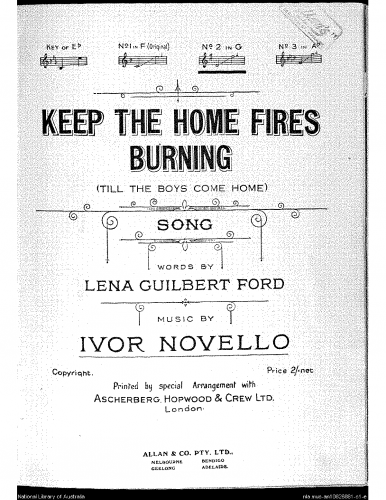 KEY OF E♭ No 1 IN F (Original) No 2 IN G No 3 IN A♭
KEEP THE HOME FIRES
BURNING
(TILL THE BOYS COME HOME)
SONG
WORDS BY
LENA GUILBERT FORD
MUSIC BY
IVOR NOVELLO
Copyright. Price 2/- net
Printed by special Arrangement with
ASCHERBERG, HOPWOOD & CREW LTD.
London.
ALLAN & CO. PTY. LTD.,
MELBOURNE BENDIGO
GEELONG ADELAIDE.
National Library of Australia